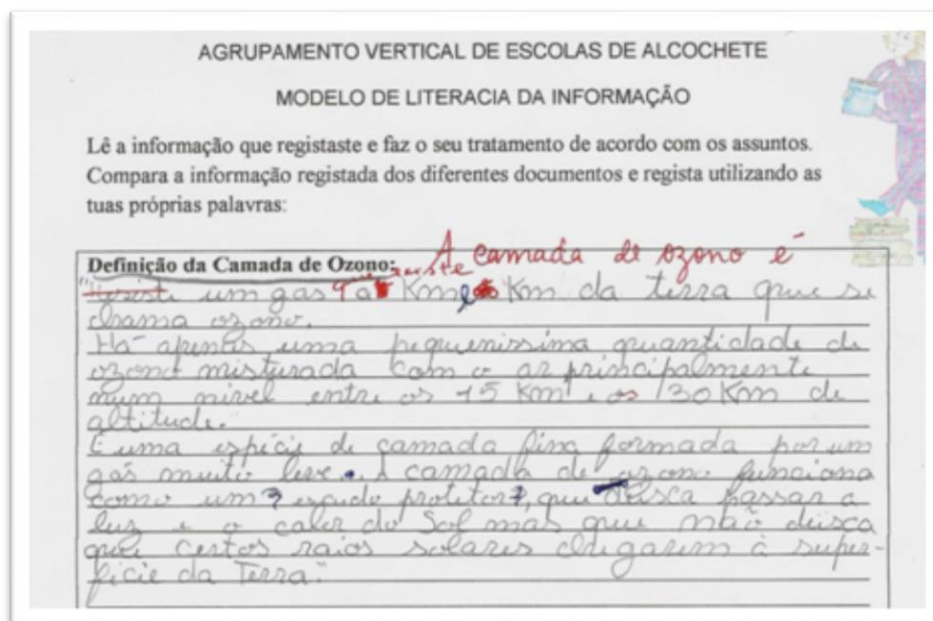 AGRUPAMENTO VERTICAL DE ESCOLAS DE ALCOCHETE
MODELO DE LITERACIA DA INFORMAÇÃO
Lê a informação que registaste e faz o seu tratamento de acordo com os assuntos.
Compara a informação registada dos diferentes documentos e regista utilizando as
tuas próprias palavras:
Definição da Camada de Ozono: A camada de ozono é
um gas Km Km da terra que se
chama ozono.
Há apenas uma pequeníssima quantidade de
ozono misturada com o ar principalmente
num nível entre os 15 Km e os 30 Km de
altitude.
É uma espécie de camada fina formada por um
gás muito leve. A camada de ozono funciona
como um escudo protetor, que deisca passar a
luz e o calor do Sol mas que não deisca
que certos raios solares chegarem à super-
fície da Terra."